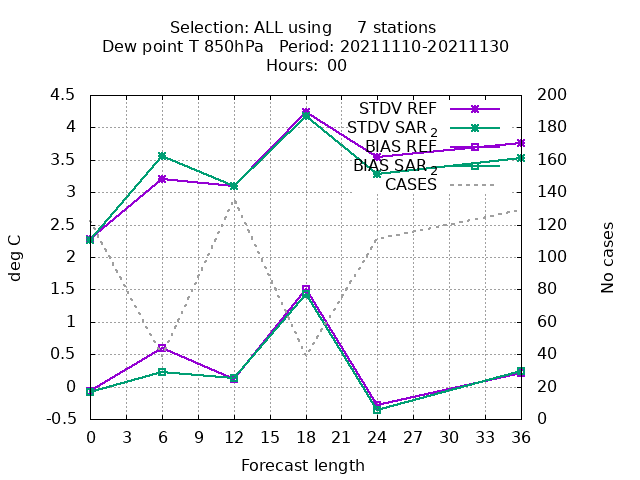 Selection: ALL using 7 stations
Dew point T 850hPa Period: 20211110-20211130
Hours: 00
4.5
4
3.5
3
2.5
2
1.5
1
0.5
0
-0.5
deg C
STDV REF
STDV SAR 2
BIAS REF
BIAS SAR 2
CASES
200
180
160
140
120
100
80
60
40
20
0
No cases
0 3 6 9 12 15 18 21 24 27 30 33 36
Forecast length